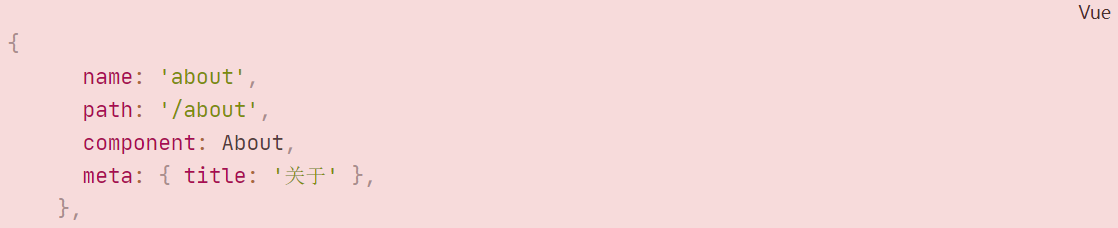 Vue
{
name: 'about',
path: '/about',
component: About,
meta: { title: '关于' },
},